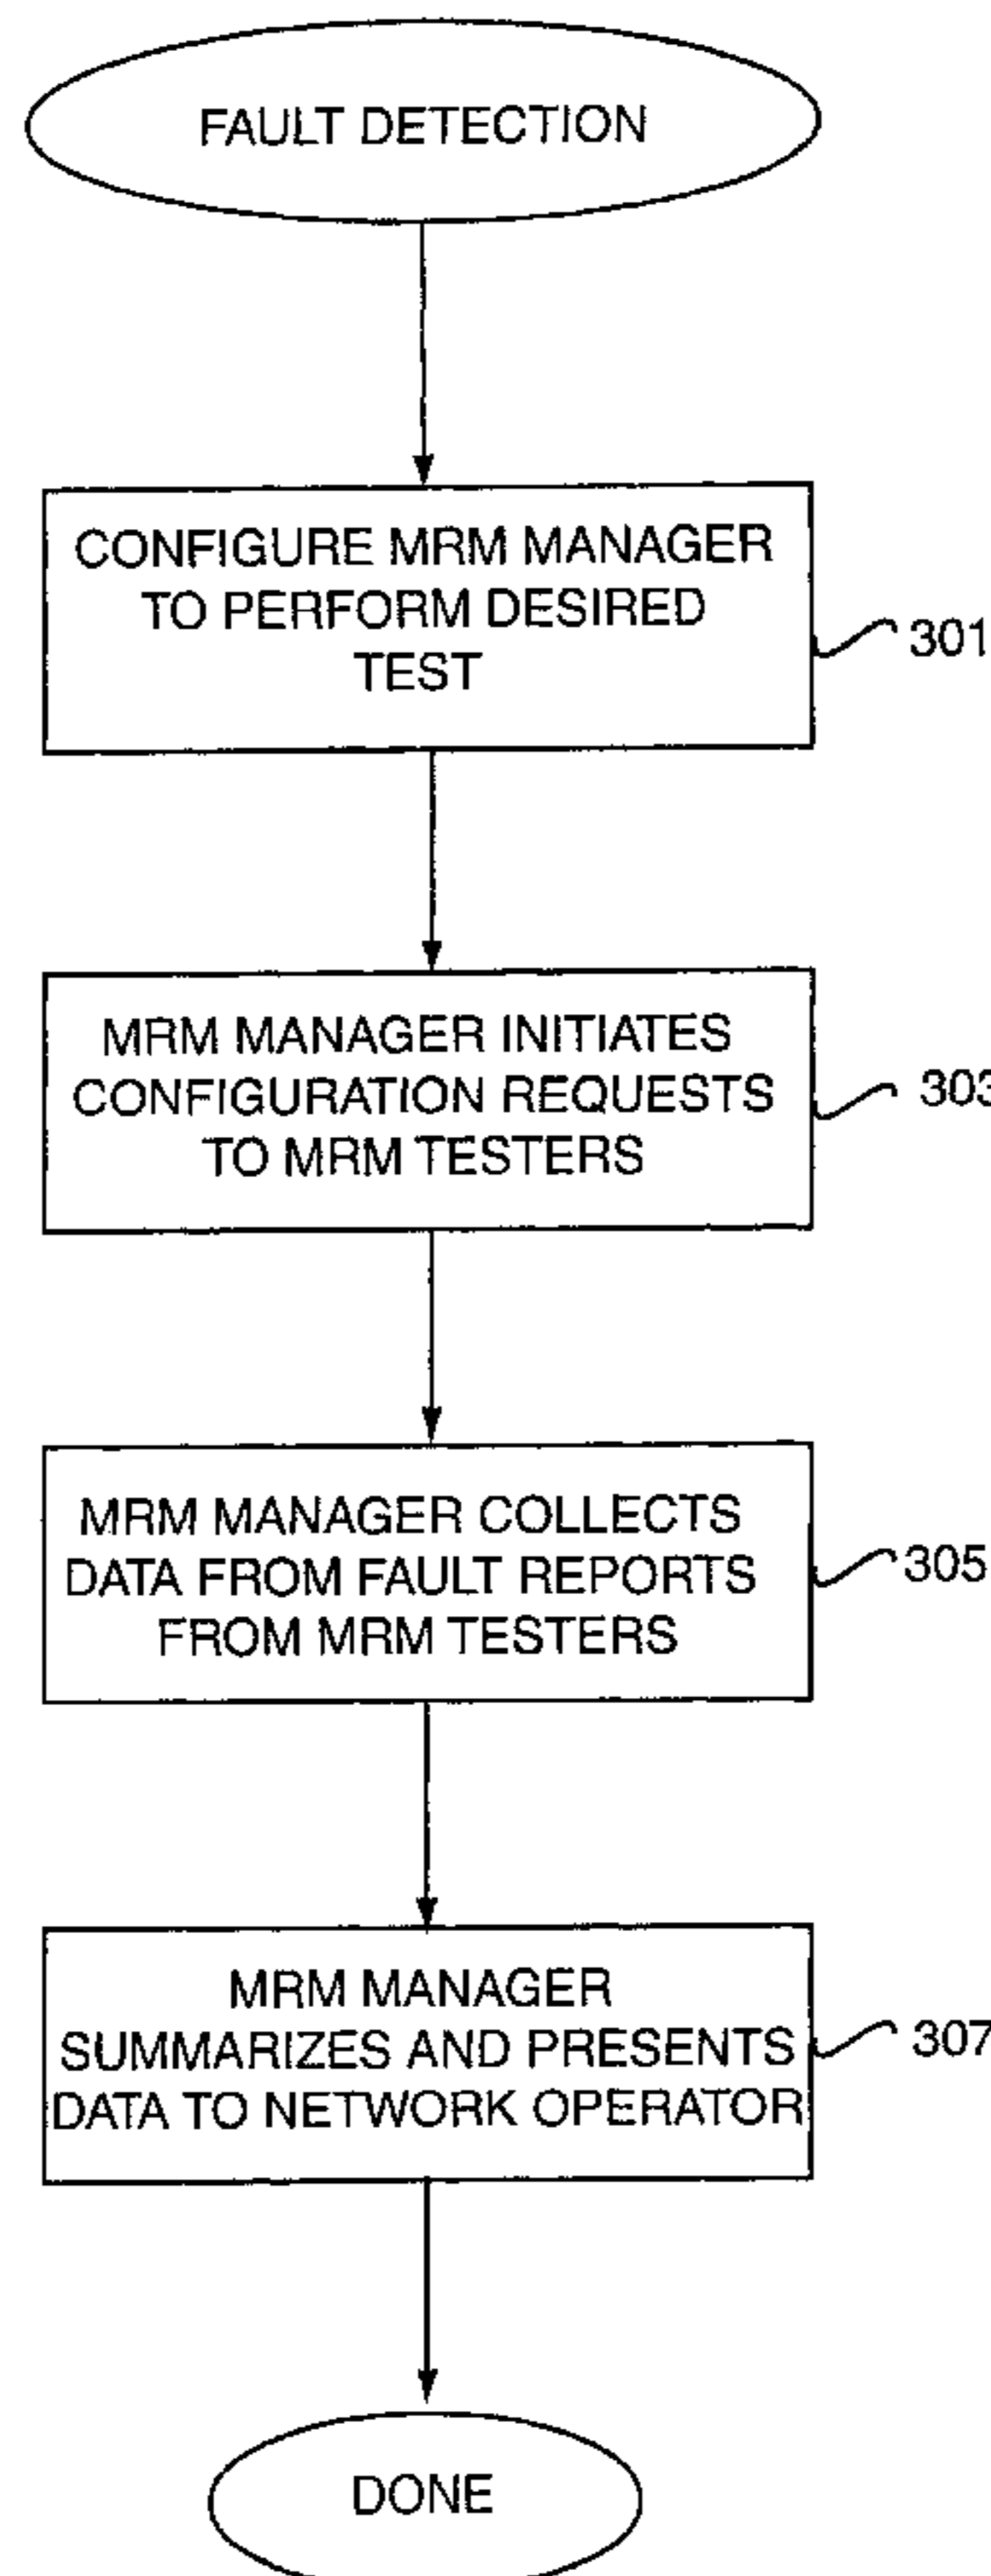 FAULT DETECTION
CONFIGURE MRM MANAGER
TO PERFORM DESIRED
TEST
301
MRM MANAGER INITIATES
CONFIGURATION REQUESTS
TO MRM TESTERS
303
MRM MANAGER COLLECTS
DATA FROM FAULT REPORTS
FROM MRM TESTERS
305
MRM MANAGER
SUMMARIZES AND PRESENTS
DATA TO NETWORK OPERATOR
307
DONE